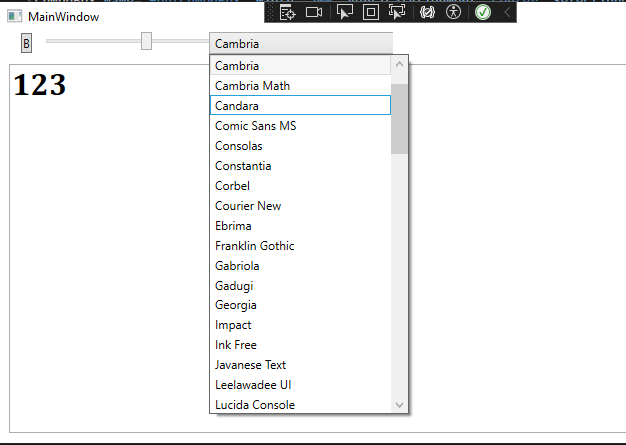 MainWindow
B
Cambria
123
Cambria
Cambria Math
Candara
Comic Sans MS
Consolas
Constantia
Corbel
Courier New
Ebrima
Franklin Gothic
Gabriola
Gadugi
Georgia
Impact
Ink Free
Javanese Text
Leelawadee UI
Lucida Console